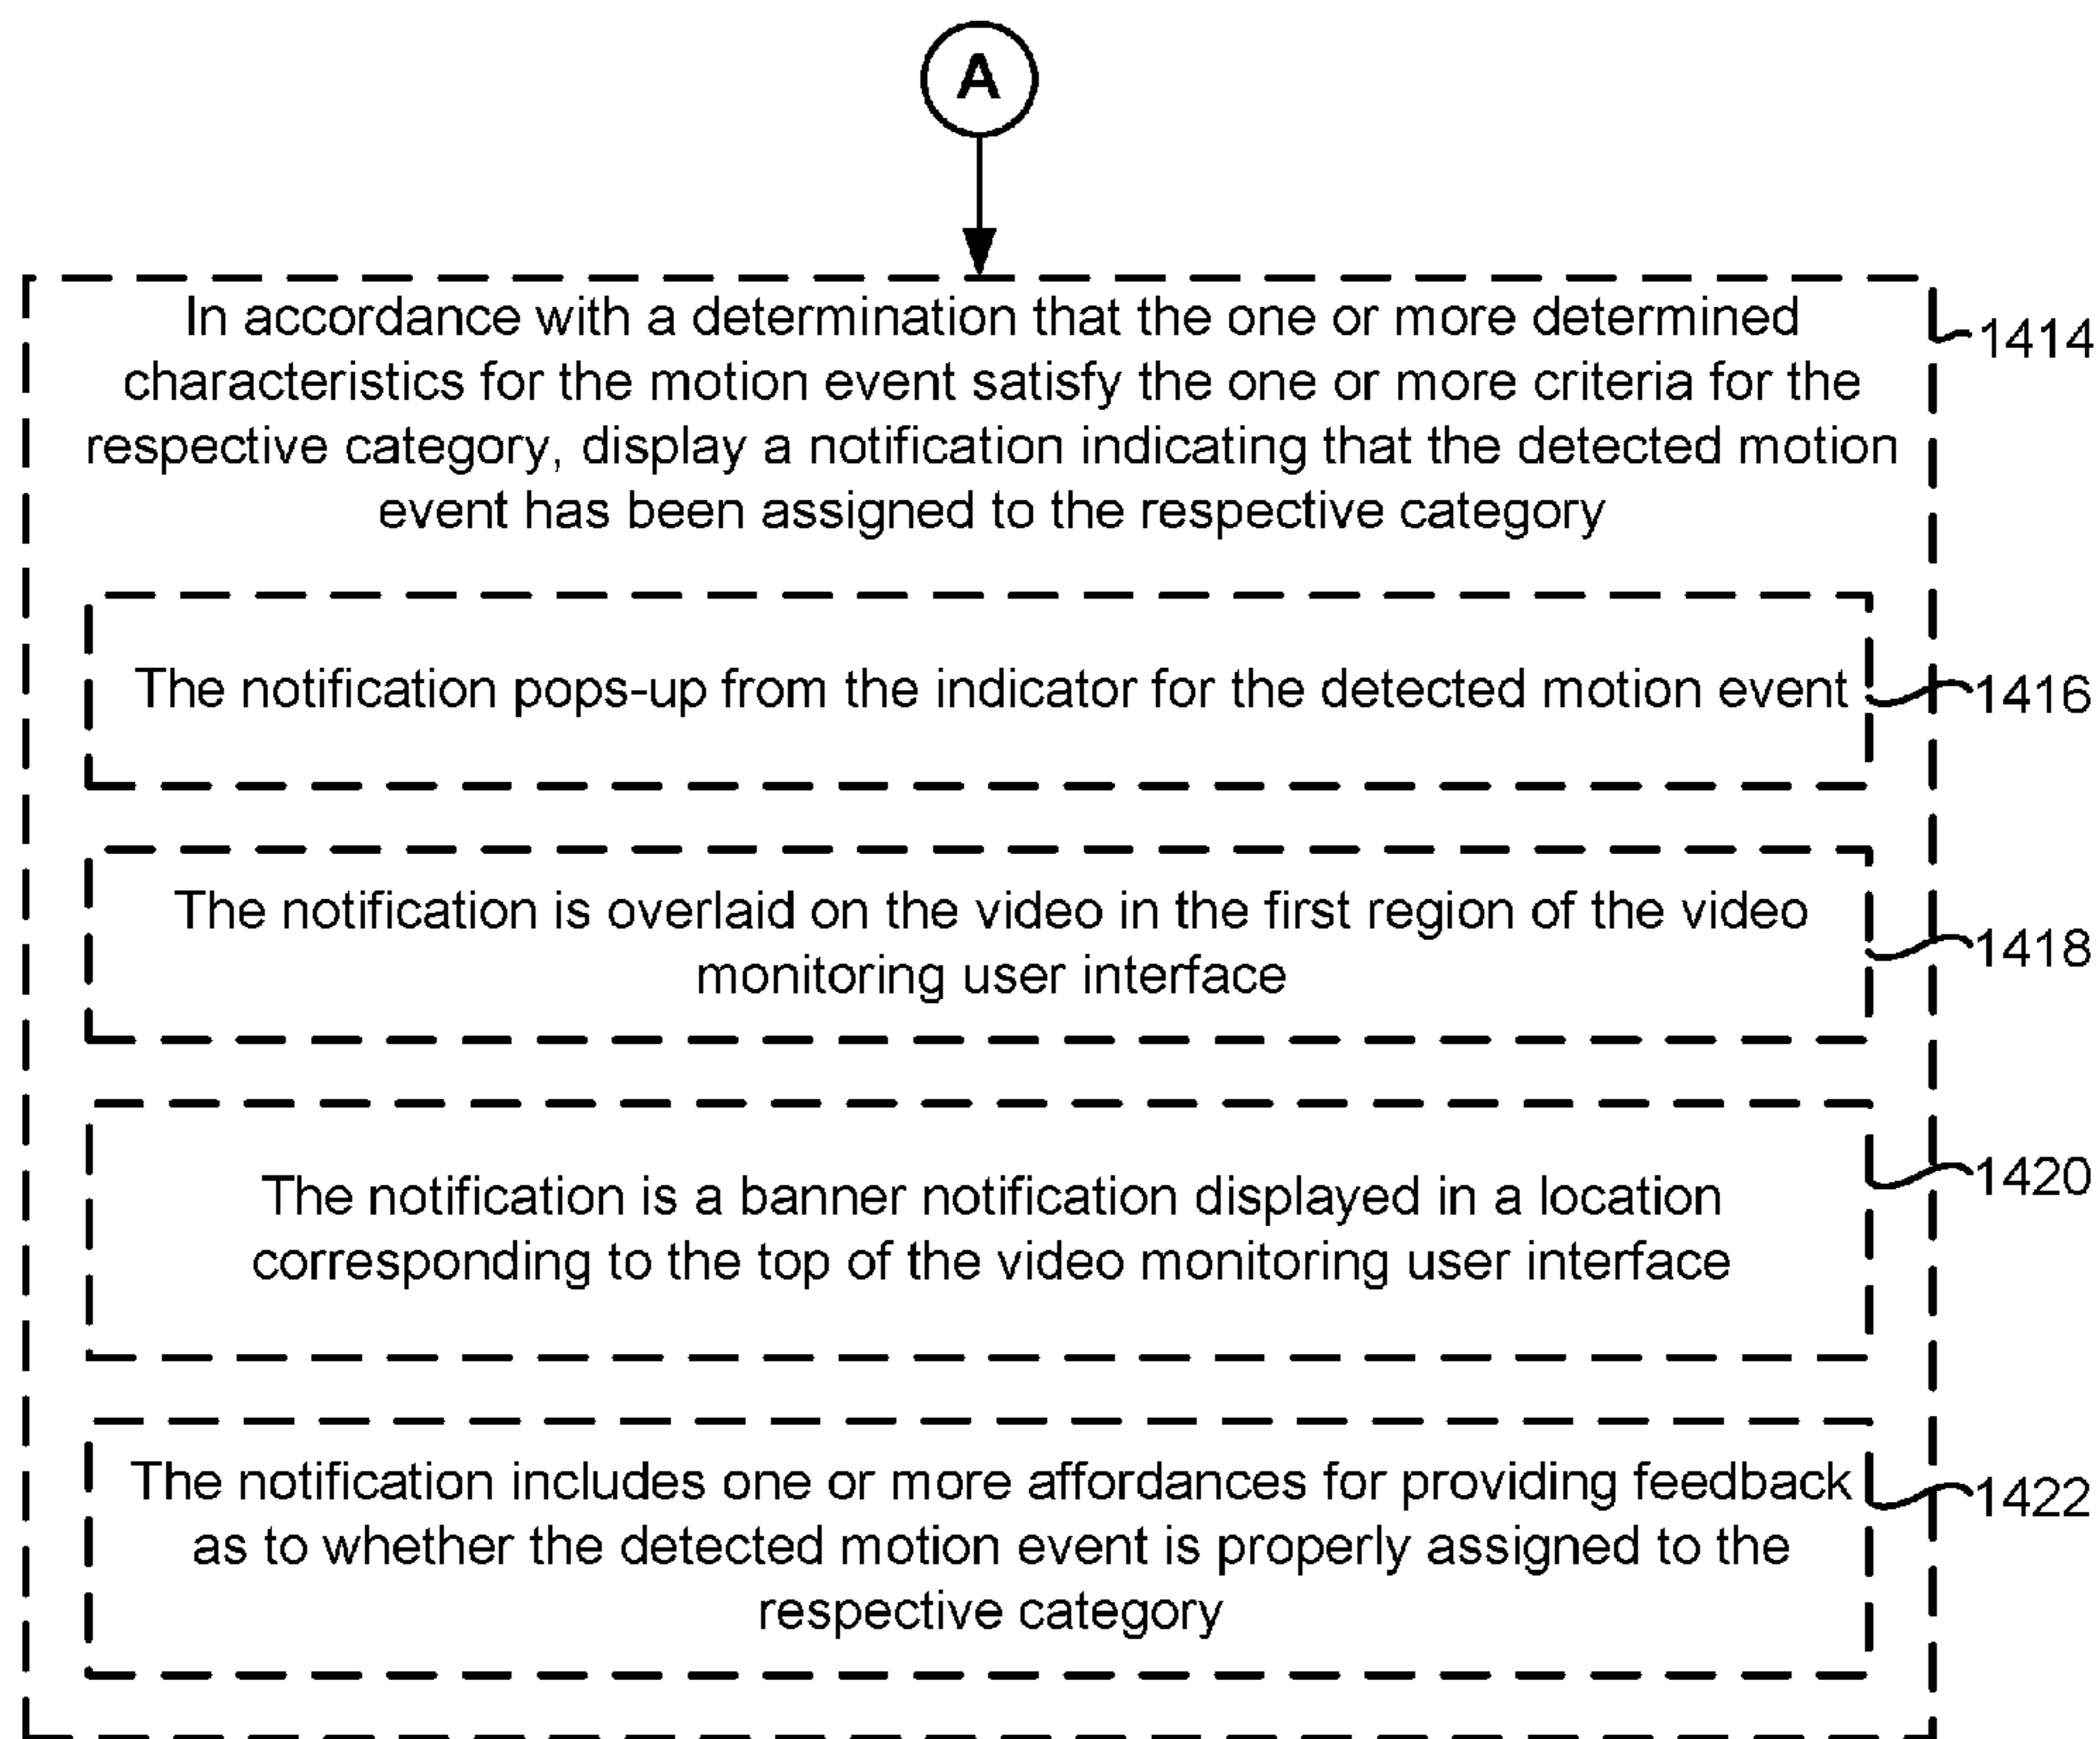 A
In accordance with a determination that the one or more determined
characteristics for the motion event satisfy the one or more criteria for the
respective category, display a notification indicating that the detected motion
event has been assigned to the respective category
1414
The notification pops-up from the indicator for the detected motion event
1416
The notification is overlaid on the video in the first region of the video
monitoring user interface
1418
The notification is a banner notification displayed in a location
corresponding to the top of the video monitoring user interface
1420
The notification includes one or more affordances for providing feedback
as to whether the detected motion event is properly assigned to the
respective category
1422